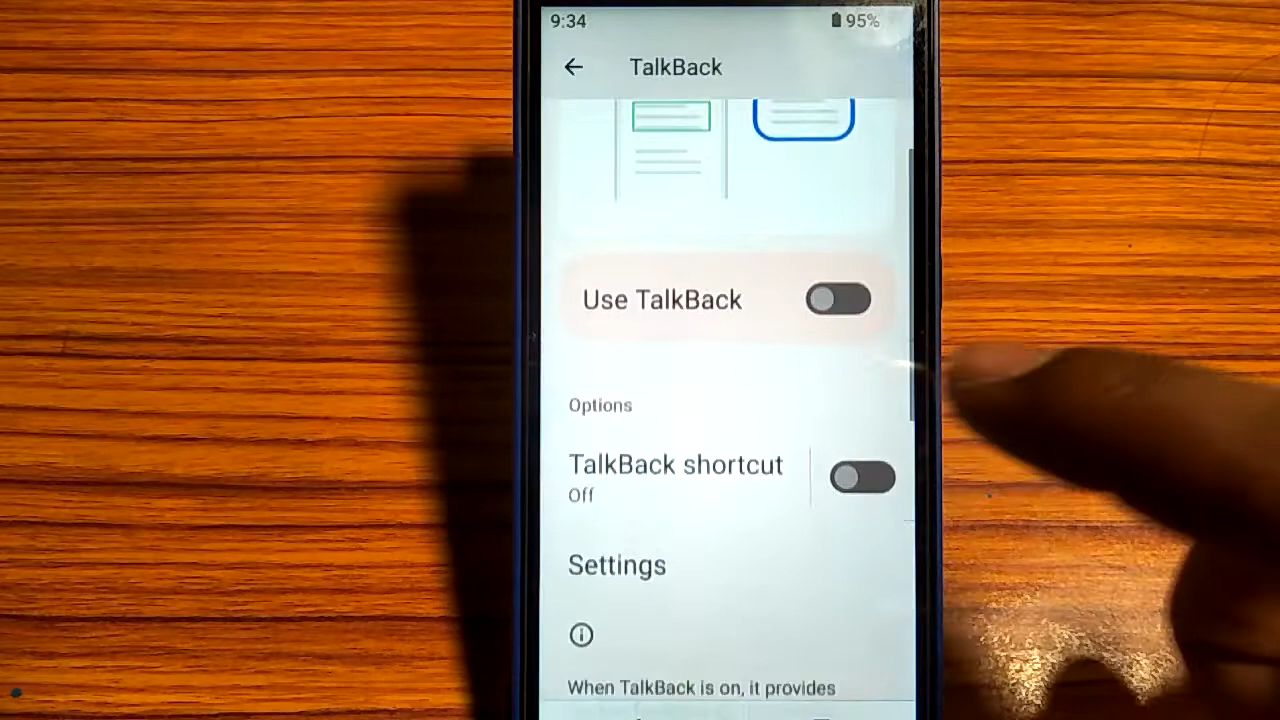 9:34 95%
TalkBack
Use TalkBack
Options
TalkBack shortcut
Off
Settings
When TalkBack is on, it provides